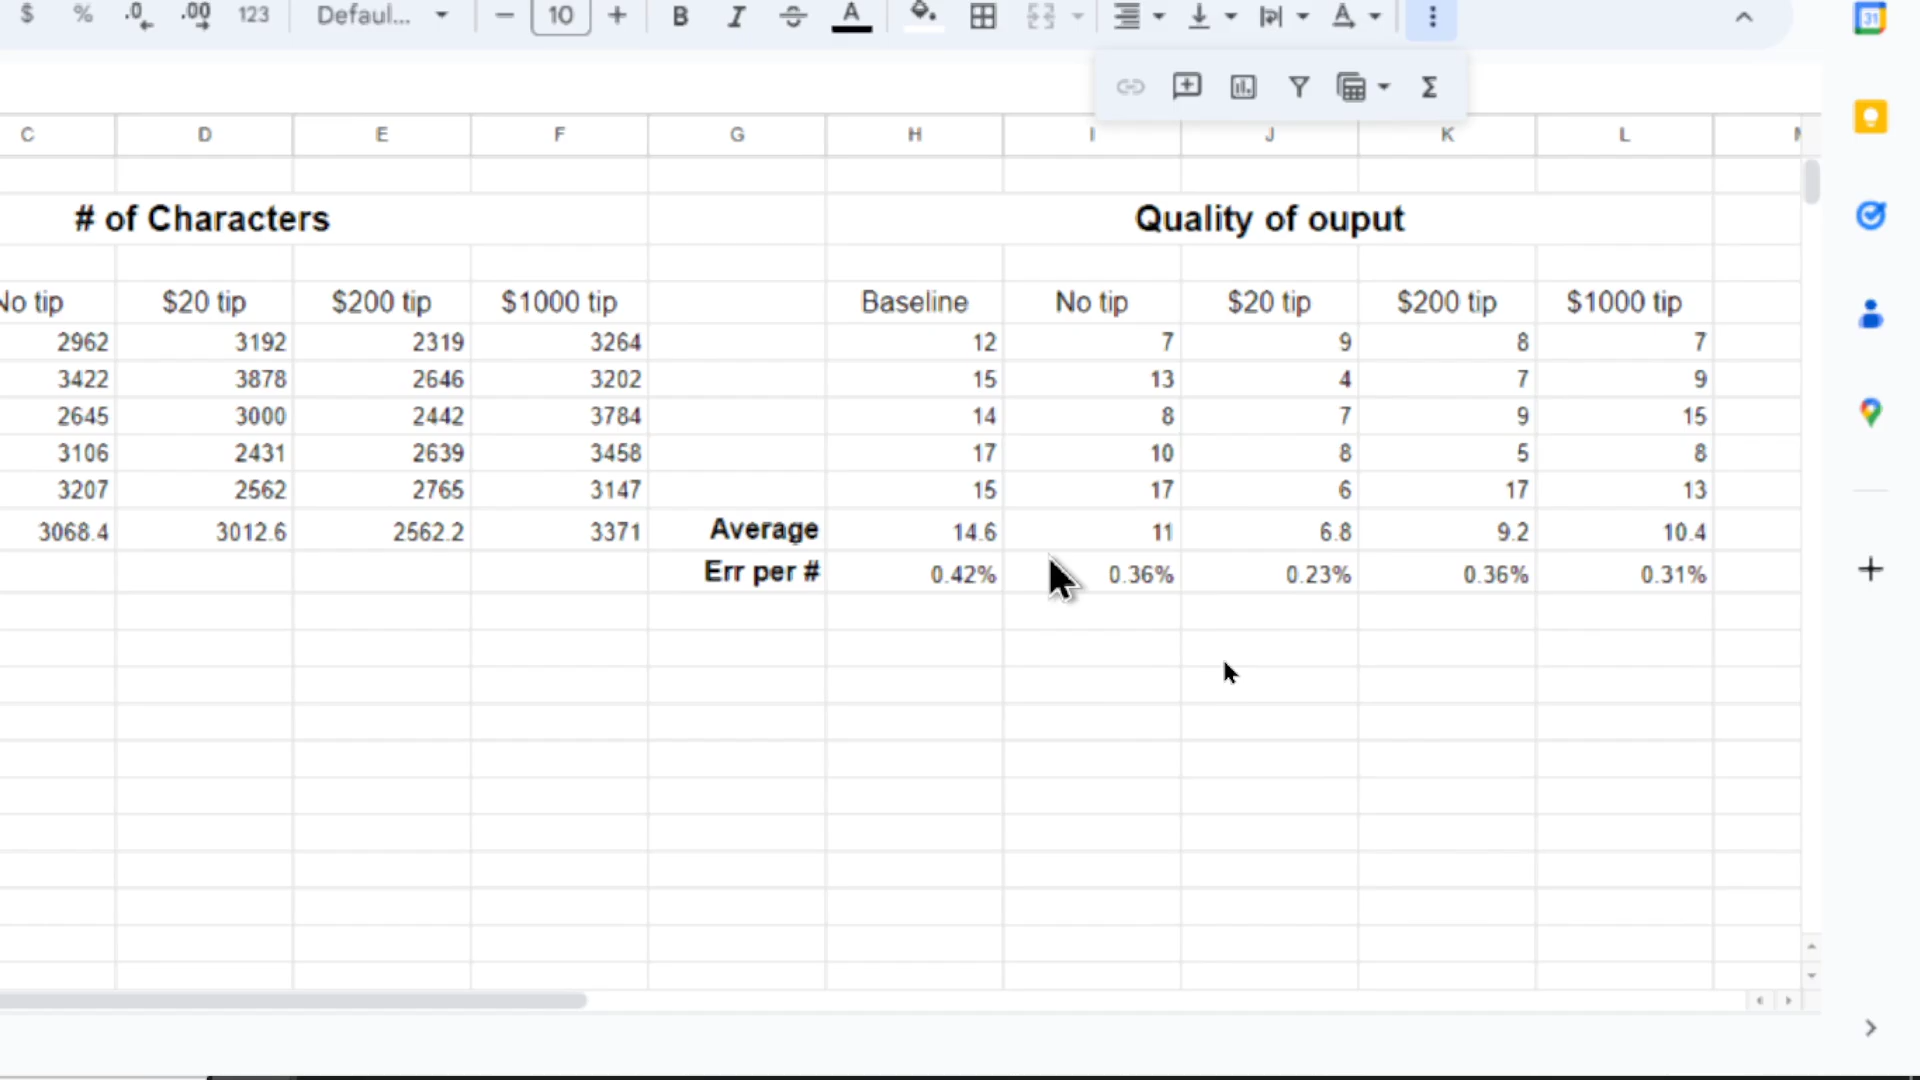 $ % .0 .00 123 Defaul... 10 B I A A
C D E F G H I J K L
# of Characters Quality of ouput
No tip $20 tip $200 tip $1000 tip Baseline No tip $20 tip $200 tip $1000 tip
2962 3192 2319 3264 12 7 9 8 7
3422 3878 2646 3202 15 13 4 7 9
2645 3000 2442 3784 14 8 7 9 15
3106 2431 2639 3458 17 10 8 5 8
3207 2562 2765 3147 15 17 6 17 13
3068.4 3012.6 2562.2 3371 Average 14.6 11 6.8 9.2 10.4
Err per # 0.42% 0.36% 0.23% 0.36% 0.31%
31